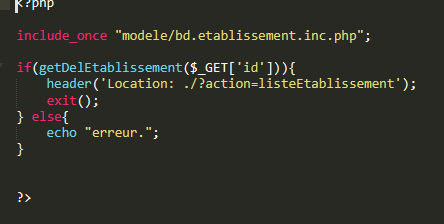 <?php
include_once "modele/bd.etablissement.inc.php";
if(getDelEtablissement($_GET['id'])){
header('Location: ./?action=listeEtablissement');
exit();
} else{
echo "erreur.";
}
?>